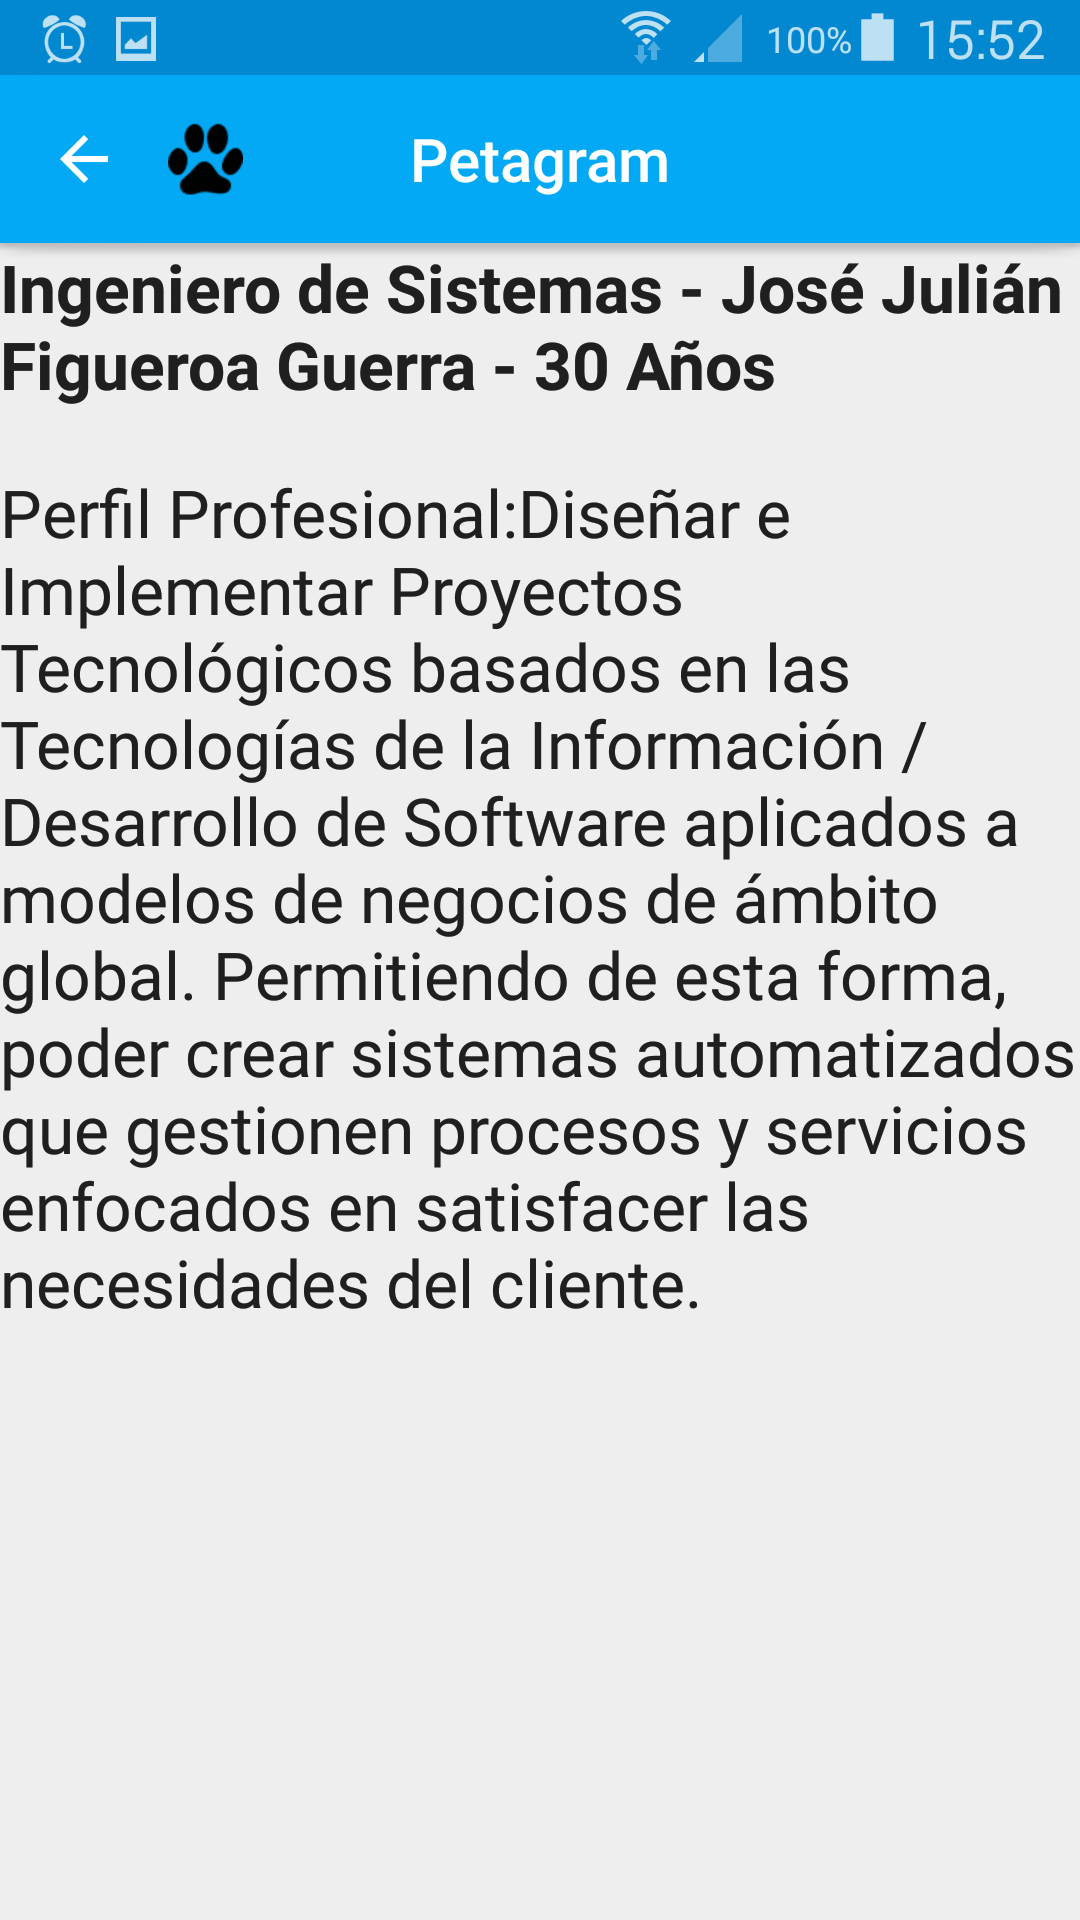 100% 15:52
Petagram
Ingeniero de Sistemas - José Julián
Figueroa Guerra - 30 Años
Perfil Profesional:Diseñar e
Implementar Proyectos
Tecnológicos basados en las
Tecnologías de la Información /
Desarrollo de Software aplicados a
modelos de negocios de ámbito
global. Permitiendo de esta forma,
poder crear sistemas automatizados
que gestionen procesos y servicios
enfocados en satisfacer las
necesidades del cliente.